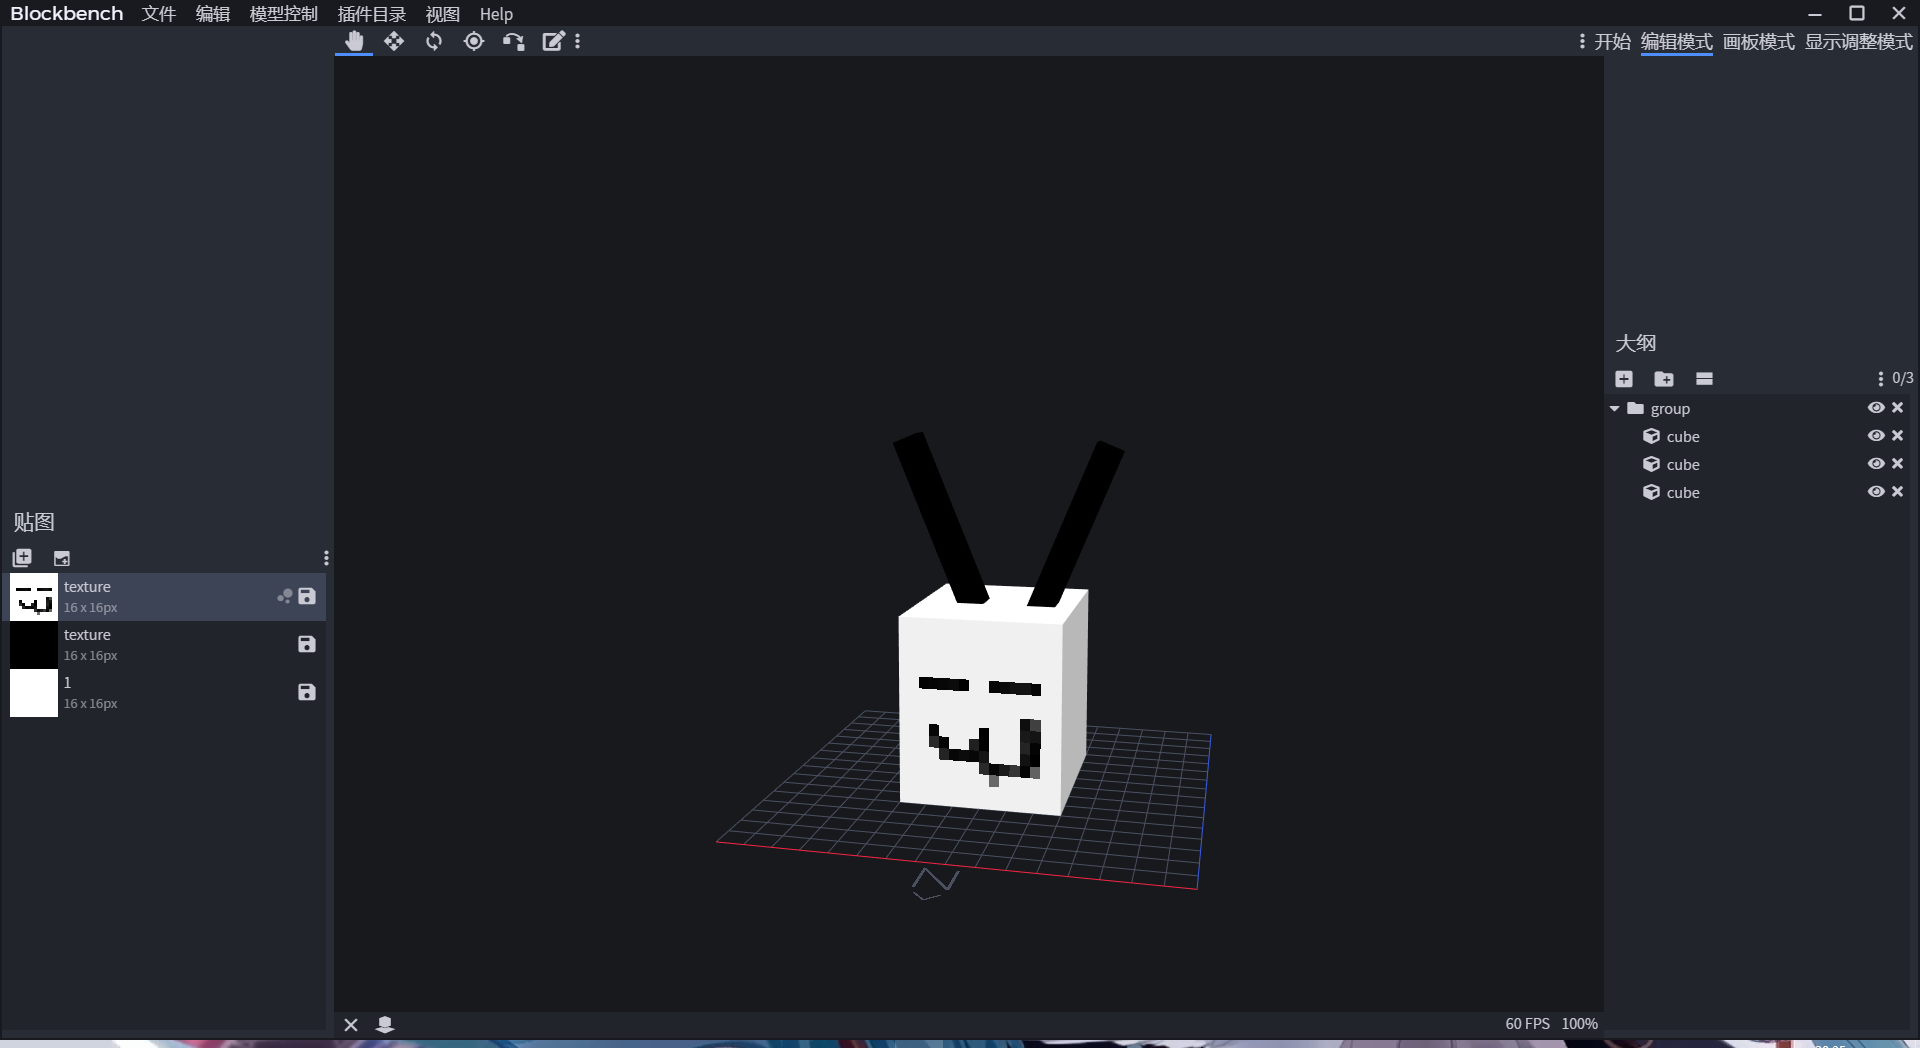 Blockbench 文件 编辑 模型控制 插件目录 视图 Help
开始 编辑模式 画板模式 显示调整模式
大纲
0/3
group
cube
cube
cube
贴图
texture
16 x 16px
texture
16 x 16px
1
16 x 16px
60 FPS 100%